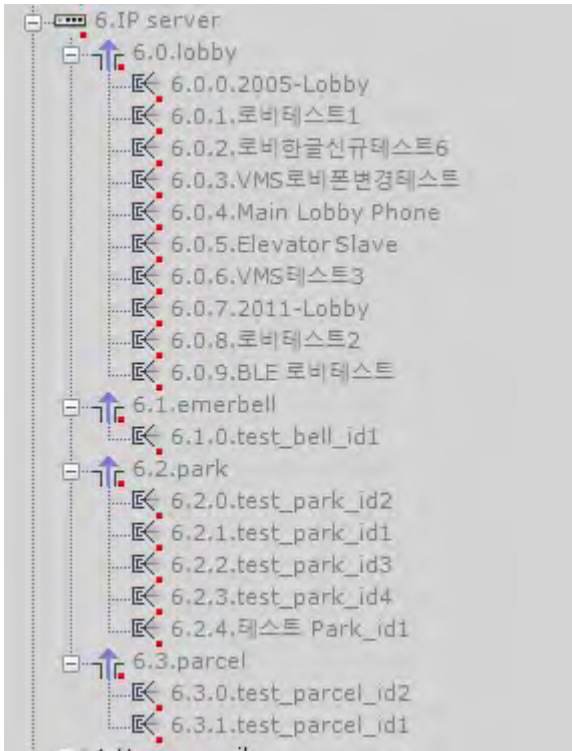 6.IP server
6.0.lobby
6.0.0.2005-Lobby
6.0.1.로비테스트1
6.0.2.로비한글신규테스트6
6.0.3.VMS로비폰변경테스트
6.0.4.Main Lobby Phone
6.0.5.Elevator Slave
6.0.6.VMS테스트3
6.0.7.2011-Lobby
6.0.8.로비테스트2
6.0.9.BLE 로비테스트
6.1.emerbell
6.1.0.test_bell_id1
6.2.park
6.2.0.test_park_id2
6.2.1.test_park_id1
6.2.2.test_park_id3
6.2.3.test_park_id4
6.2.4.테스트 Park_id1
6.3.parcel
6.3.0.test_parcel_id2
6.3.1.test_parcel_id1